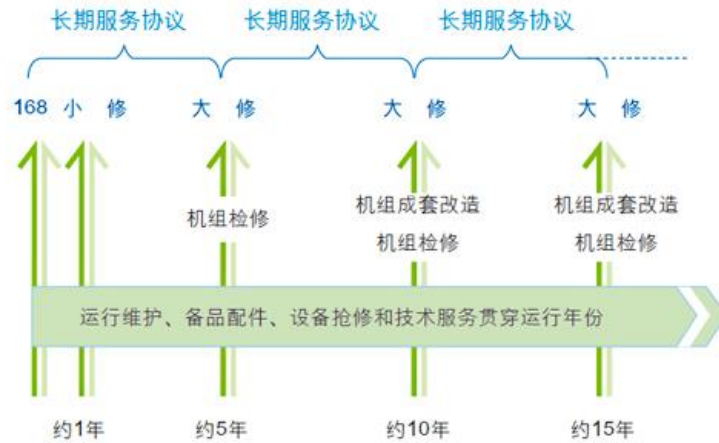 长期服务协议 长期服务协议 长期服务协议
168 小 修 大 修 大 修 大 修
机组检修 机组成套改造 机组成套改造
机组检修 机组检修
运行维护、备品配件、设备抢修和技术服务贯穿运行年份
约1年 约5年 约10年 约15年